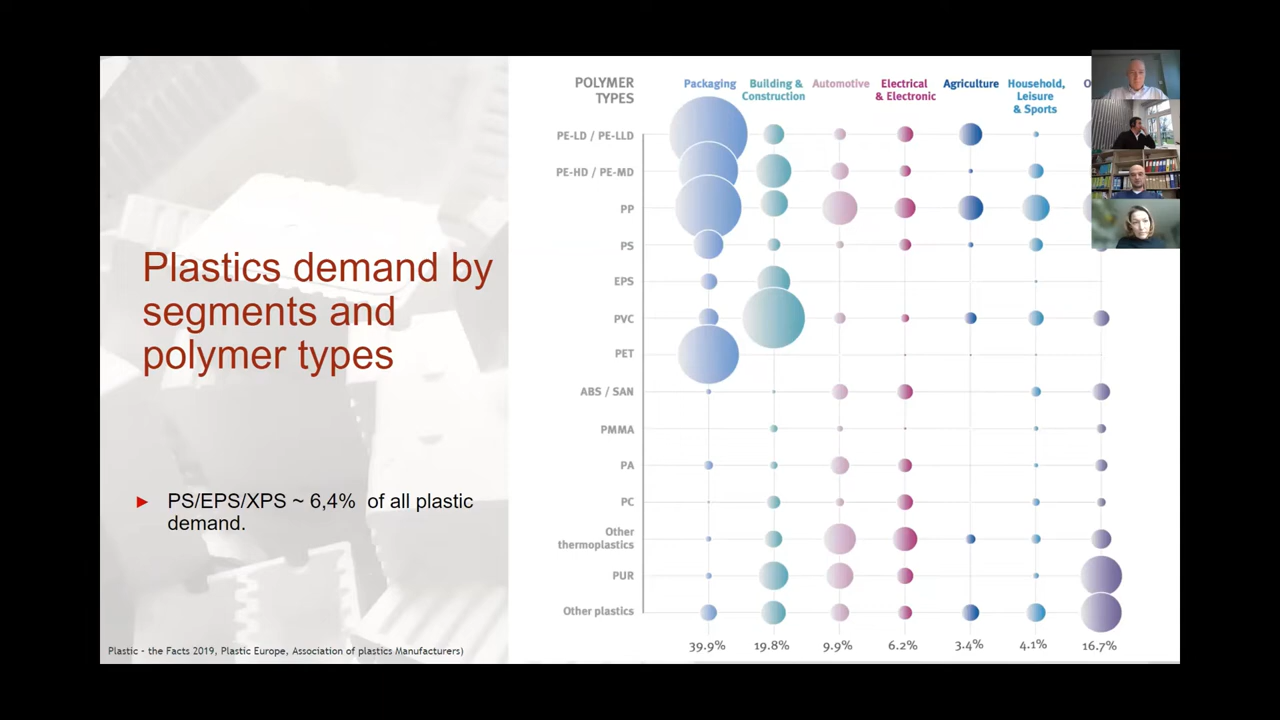 Plastics demand by
segments and
polymer types
► PS/EPS/XPS ~ 6,4% of all plastic
demand.
Plastic - the Facts 2019, Plastic Europe, Association of plastics Manufacturers)
POLYMER
TYPES
Packaging
Building &
Construction
Automotive
Electrical
& Electronic
Agriculture
Household,
Leisure
& Sports
PE-LD / PE-LLD
PE-HD / PE-MD
PP
PS
EPS
PVC
PET
ABS / SAN
PMMA
PA
PC
Other
thermoplastics
PUR
Other plastics
39.9% 19.8% 9.9% 6.2% 3.4% 4.1% 16.7%